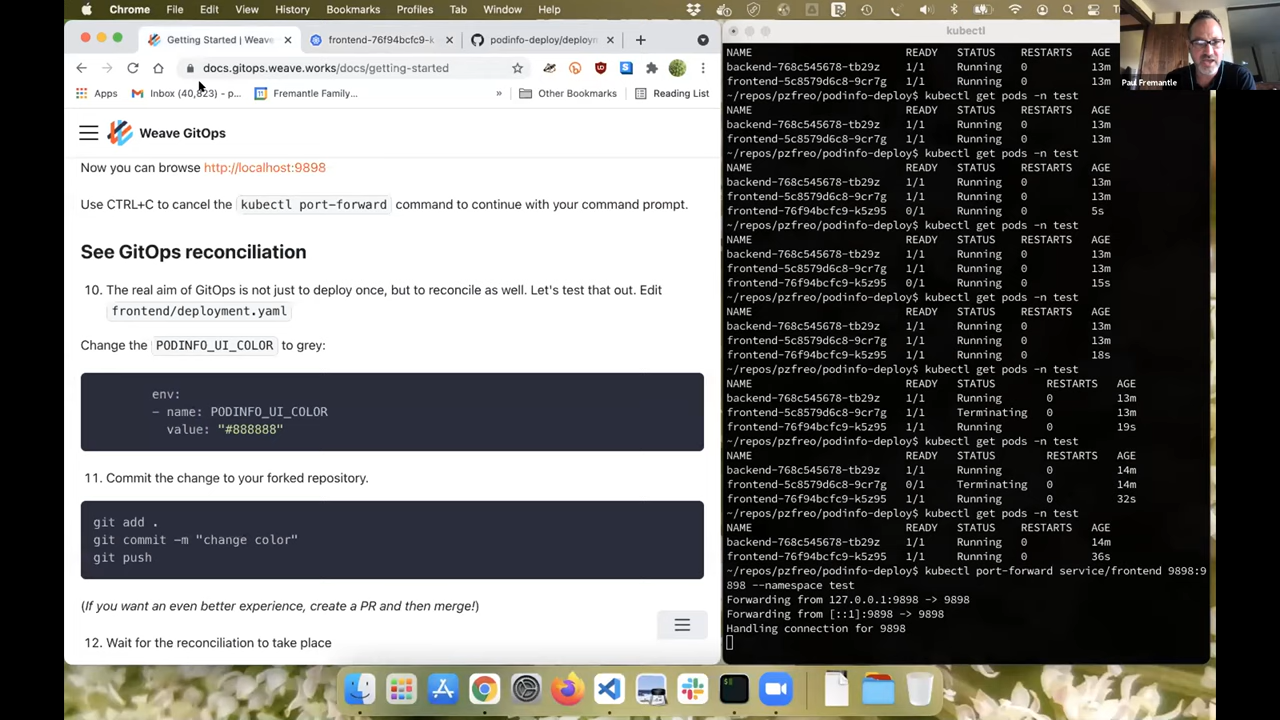 Chrome File Edit View History Bookmarks Profiles Tab Window Help
Getting Started | Weave
frontend-76f94bcfc9-k
podinfo-deploy/deploym
docs.gitops.weave.works/docs/getting-started
Apps
Inbox (40,823) - p...
Fremantle Family...
»
Other Bookmarks
Reading List
Weave GitOps
Now you can browse http://localhost:9898
Use CTRL+C to cancel the kubectl port-forward command to continue with your command prompt.
See GitOps reconciliation
10. The real aim of GitOps is not just to deploy once, but to reconcile as well. Let's test that out. Edit
frontend/deployment.yaml
Change the PODINFO_UI_COLOR to grey:
env:
- name: PODINFO_UI_COLOR
value: "#888888"
11. Commit the change to your forked repository.
git add .
git commit -m "change color"
git push
(If you want an even better experience, create a PR and then merge!)
12. Wait for the reconciliation to take place
kubectl
NAME READY STATUS RESTARTS AGE
backend-768c545678-tb29z 1/1 Running 0 13m
frontend-5c8579d6c8-cr7g 1/1 Running 0 13m
~/repos/pzfreo/podinfo-deploy$ kubectl get pods -n test
NAME READY STATUS RESTARTS AGE
backend-768c545678-tb29z 1/1 Running 0 13m
frontend-5c8579d6c8-9cr7g 1/1 Running 0 13m
~/repos/pzfreo/podinfo-deploy$ kubectl get pods -n test
NAME READY STATUS RESTARTS AGE
backend-768c545678-tb29z 1/1 Running 0 13m
frontend-5c8579d6c8-9cr7g 1/1 Running 0 13m
frontend-76f94bcfc9-k5z95 0/1 Running 0 5s
~/repos/pzfreo/podinfo-deploy$ kubectl get pods -n test
NAME READY STATUS RESTARTS AGE
backend-768c545678-tb29z 1/1 Running 0 13m
frontend-5c8579d6c8-9cr7g 1/1 Running 0 13m
frontend-76f94bcfc9-k5z95 0/1 Running 0 15s
~/repos/pzfreo/podinfo-deploy$ kubectl get pods -n test
NAME READY STATUS RESTARTS AGE
backend-768c545678-tb29z 1/1 Running 0 13m
frontend-5c8579d6c8-9cr7g 1/1 Running 0 13m
frontend-76f94bcfc9-k5z95 1/1 Running 0 18s
~/repos/pzfreo/podinfo-deploy$ kubectl get pods -n test
NAME READY STATUS RESTARTS AGE
backend-768c545678-tb29z 1/1 Running 0 13m
frontend-5c8579d6c8-9cr7g 1/1 Terminating 0 13m
frontend-76f94bcfc9-k5z95 1/1 Running 0 19s
~/repos/pzfreo/podinfo-deploy$ kubectl get pods -n test
NAME READY STATUS RESTARTS AGE
backend-768c545678-tb29z 1/1 Running 0 14m
frontend-5c8579d6c8-9cr7g 0/1 Terminating 0 14m
frontend-76f94bcfc9-k5z95 1/1 Running 0 32s
~/repos/pzfreo/podinfo-deploy$ kubectl get pods -n test
NAME READY STATUS RESTARTS AGE
backend-768c545678-tb29z 1/1 Running 0 14m
frontend-76f94bcfc9-k5z95 1/1 Running 0 36s
~/repos/pzfreo/podinfo-deploy$ kubectl port-forward service/frontend 9898:9
898 --namespace test
Forwarding from 127.0.0.1:9898 -> 9898
Forwarding from [::1]:9898 -> 9898
Handling connection for 9898
Paul Fremantle